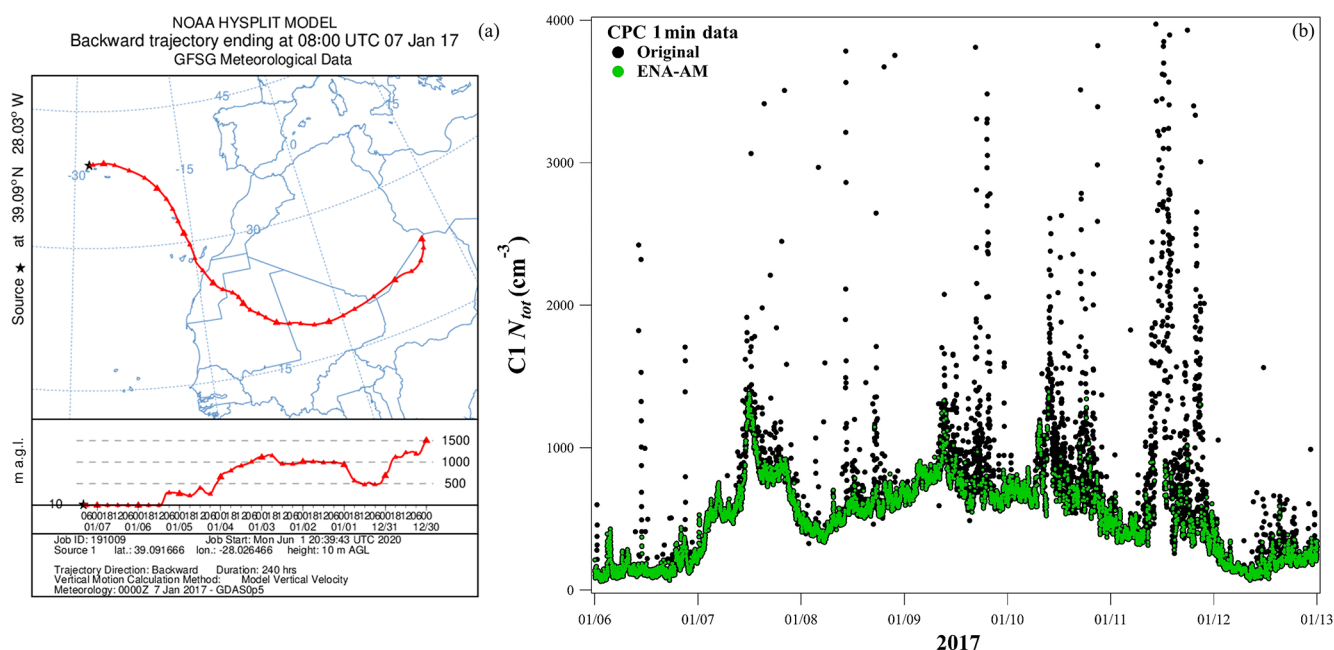 NOAA HYSPLIT MODEL
Backward trajectory ending at 08:00 UTC 07 Jan 17
GFSG Meteorological Data
(a)
Source ★ at 39.09°N 28.03°W
45
0
-15
-30
30
15
m a.g.l.
1500
1000
500
10
01/07 01/06 01/05 01/04 01/03 01/02 01/01 12/31 12/30
Job ID: 191009 Job Start: Mon Jun 1 20:39:43 UTC 2020
Source 1 lat.: 39.091666 lon.: -28.026466 height: 10 m AGL
Trajectory Direction: Backward Duration: 240 hrs
Vertical Motion Calculation Method: Model Vertical Velocity
Meteorology: 0000Z 7 Jan 2017 - GDAS0p5
(b)
CPC 1min data
Original
ENA-AM
C1 Ntot (cm-3)
4000
3000
2000
1000
0
01/06 01/07 01/08 01/09 01/10 01/11 01/12 01/13
2017